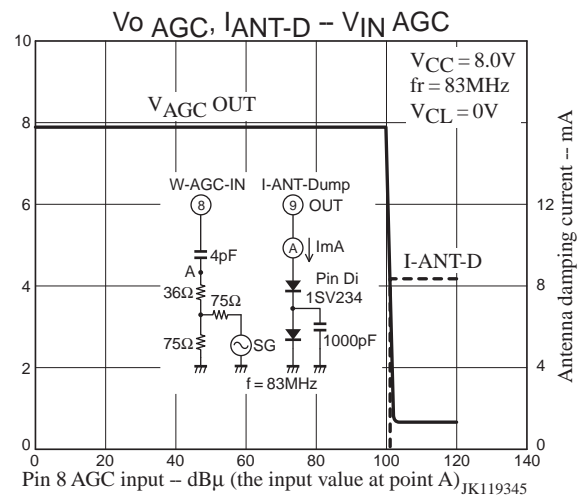 Vo AGC, IANT-D – VIN AGC
VCC = 8.0V
fr = 83MHz
VCL = 0V
VAGC OUT
10
8
6
4
2
0
W-AGC-IN
8
4pF
A
36Ω
75Ω
75Ω
SG
f = 83MHz
I-ANT-Dump
9 OUT
A ImA
Pin Di
1SV234
1000pF
I-ANT-D
12
8
4
0
Antenna damping current -- mA
0 20 40 60 80 100 120 140
Pin 8 AGC input -- dBμ (the input value at point A)
JK119345